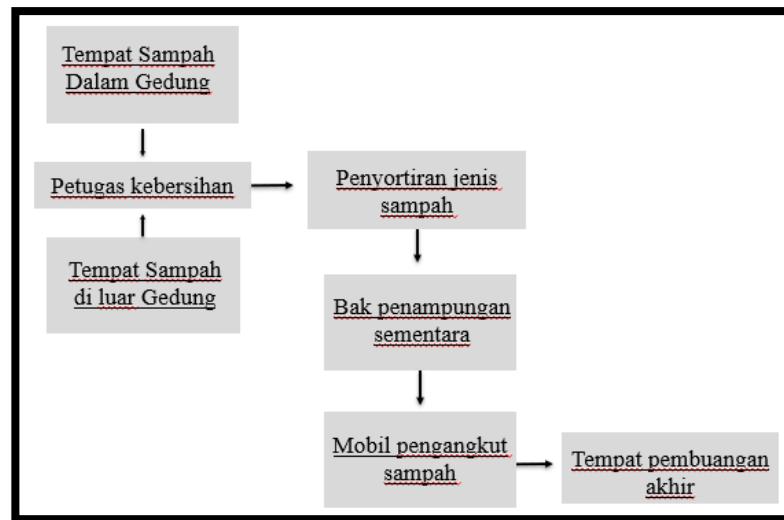 Tempat Sampah
Dalam Gedung
Petugas kebersihan
Tempat Sampah
di luar Gedung
Penyortiran jenis
sampah
Bak penampungan
sementara
Mobil pengangkut
sampah
Tempat pembuangan
akhir